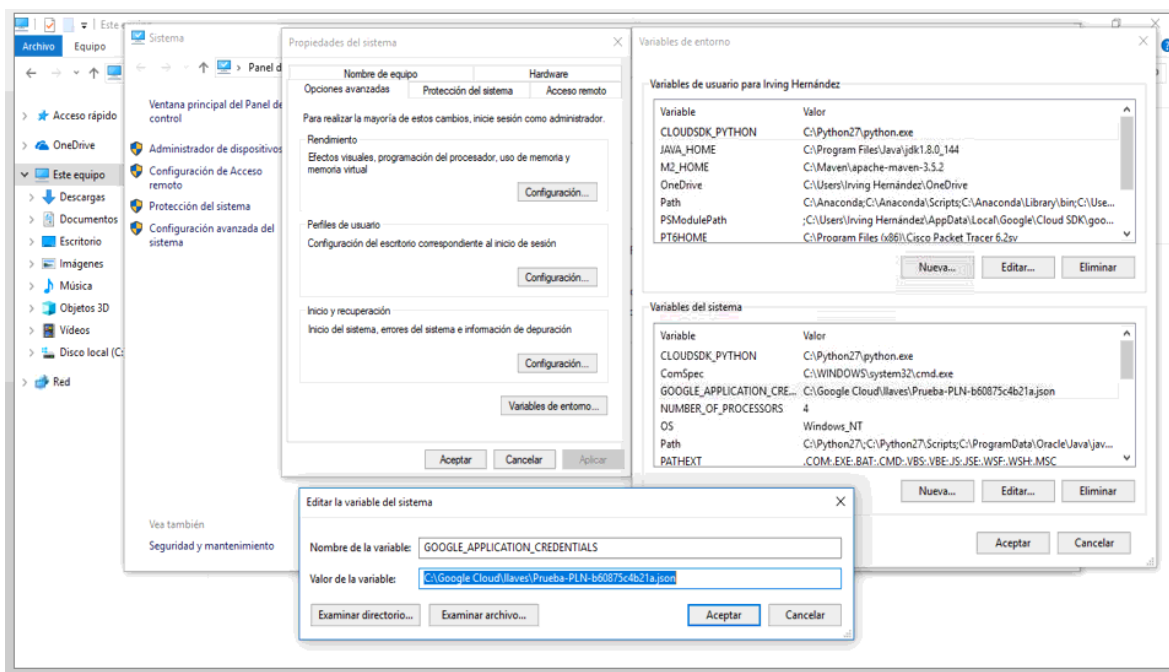 Este e
Archivo
Equipo
Acceso rápido
OneDrive
Este equipo
Descargas
Documentos
Escritorio
Imágenes
Música
Objetos 3D
Vídeos
Disco local (C:
Red
Sistema
Panel d
Ventana principal del Panel de
control
Administrador de dispositivos
Configuración de Acceso
remoto
Protección del sistema
Configuración avanzada del
sistema
Vea también
Seguridad y mantenimiento
Propiedades del sistema
Nombre de equipo Hardware
Opciones avanzadas Protección del sistema Acceso remoto
Para realizar la mayoría de estos cambios, inicie sesión como administrador.
Rendimiento
Efectos visuales, programación del procesador, uso de memoria y
memoria virtual
Configuración...
Perfiles de usuario
Configuración del escritorio correspondiente al inicio de sesión
Configuración...
Inicio y recuperación
Inicio del sistema, errores del sistema e información de depuración
Configuración...
Variables de entorno...
Aceptar Cancelar Aplicar
Variables de entorno
Variables de usuario para Irving Hernández
Variable Valor
CLOUDSDK_PYTHON C:\Python27\python.exe
JAVA_HOME C:\Program Files\Java\jdk1.8.0_144
M2_HOME C:\Maven\apache-maven-3.5.2
OneDrive C:\Users\Irving Hernández\OneDrive
Path C:\Anaconda;C:\Anaconda\Scripts;C:\Anaconda\Library\bin;C:\Use...
PSModulePath ;C:\Users\Irving Hernández\AppData\Local\Google\Cloud SDK\goo...
PT6HOME C:\Program Files (x86)\Cisco Packet Tracer 6.2sv
Nueva... Editar... Eliminar
Variables del sistema
Variable Valor
CLOUDSDK_PYTHON C:\Python27\python.exe
ComSpec C:\WINDOWS\system32\cmd.exe
GOOGLE_APPLICATION_CRE... C:\Google Cloud\llaves\Prueba-PLN-b60875c4b21a.json
NUMBER_OF_PROCESSORS 4
OS Windows_NT
Path C:\Python27\;C:\Python27\Scripts;C:\ProgramData\Oracle\Java\jav...
PATHEXT .COM;.EXE;.BAT;.CMD;.VBS;.VBE;.JS;.JSE;.WSF;.WSH;.MSC
Nueva... Editar... Eliminar
Aceptar Cancelar
Editar la variable del sistema
Nombre de la variable: GOOGLE_APPLICATION_CREDENTIALS
Valor de la variable: C:\Google Cloud\llaves\Prueba-PLN-b60875c4b21a.json
Examinar directorio... Examinar archivo... Aceptar Cancelar